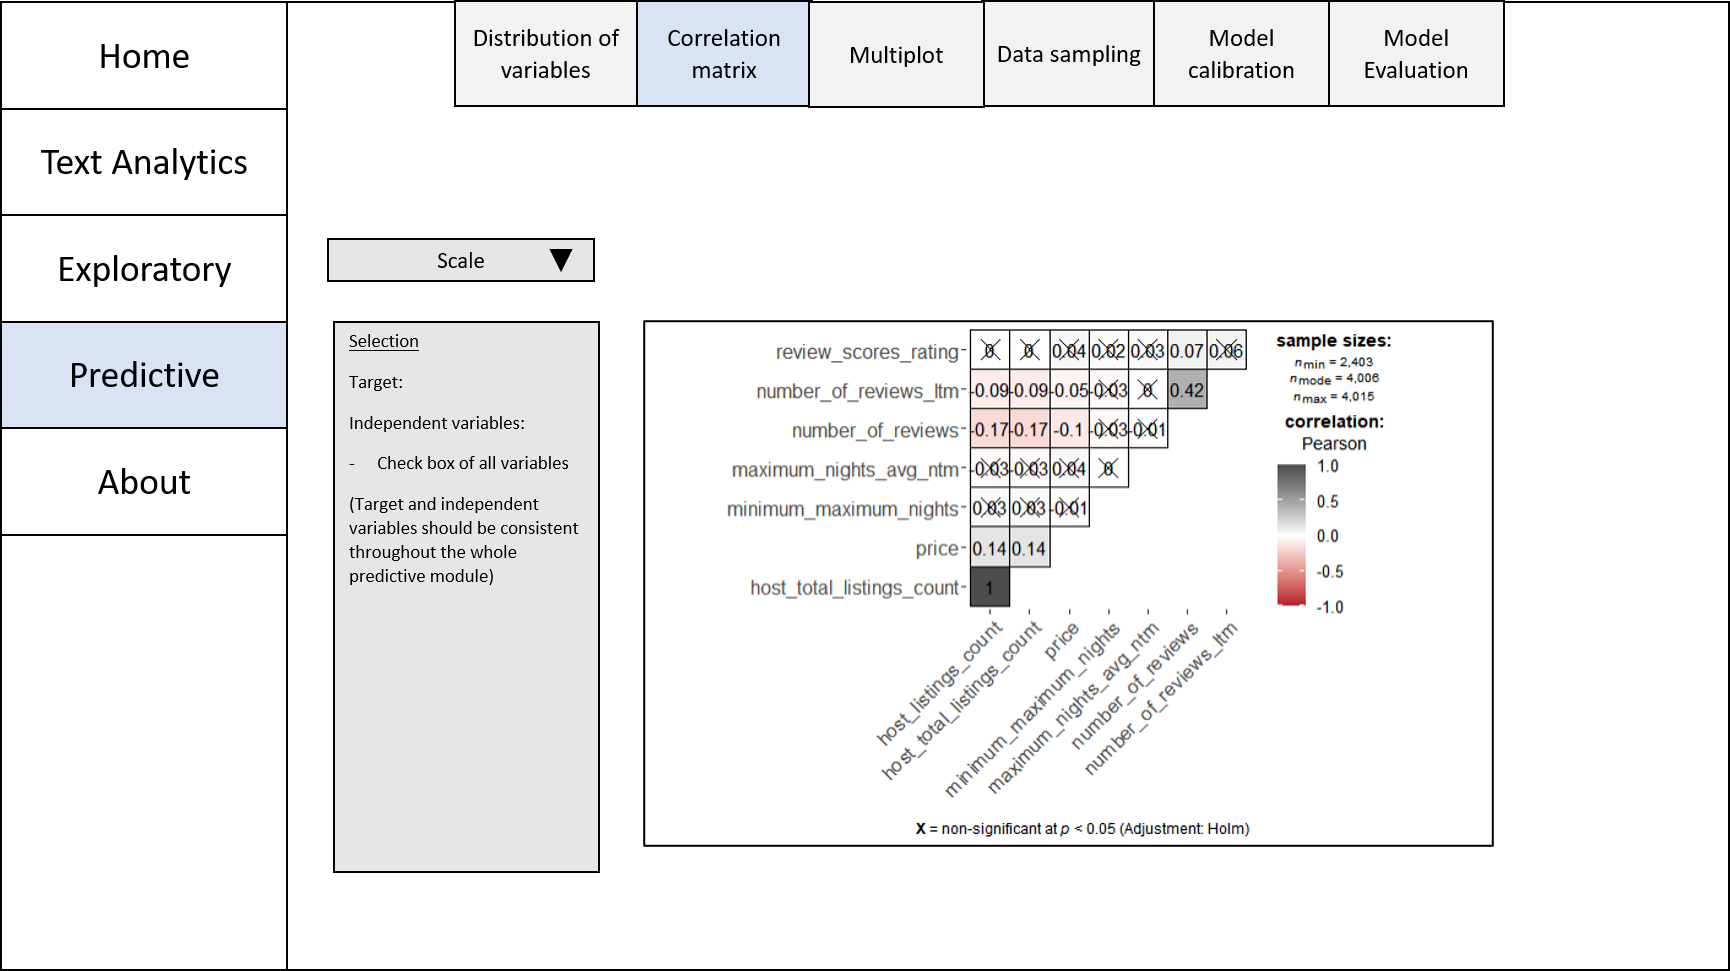 Home
Text Analytics
Exploratory
Predictive
About
Distribution of
variables
Correlation
matrix
Multiplot
Data sampling
Model
calibration
Model
Evaluation
Scale
Selection
Target:
Independent variables:
- Check box of all variables
(Target and independent
variables should be consistent
throughout the whole
predictive module)
review_scores_rating 0 0 0.04 0.02 0.03 0.07 0.06
number_of_reviews_ltm -0.09 -0.09 -0.05 -0.03 0 0.42
number_of_reviews -0.17 -0.17 -0.1 -0.03 -0.01
maximum_nights_avg_ntm -0.03 -0.03 0.04 0
minimum_maximum_nights 0.03 0.03 -0.01
price 0.14 0.14
host_total_listings_count 1
host_listings_count
host_total_listings_count
price
minimum_maximum_nights
maximum_nights_avg_ntm
number_of_reviews
number_of_reviews_ltm
sample sizes:
n min = 2,403
n mode = 4,006
n max = 4,015
correlation:
Pearson
1.0
0.5
0.0
-0.5
-1.0
X = non-significant at p < 0.05 (Adjustment: Holm)